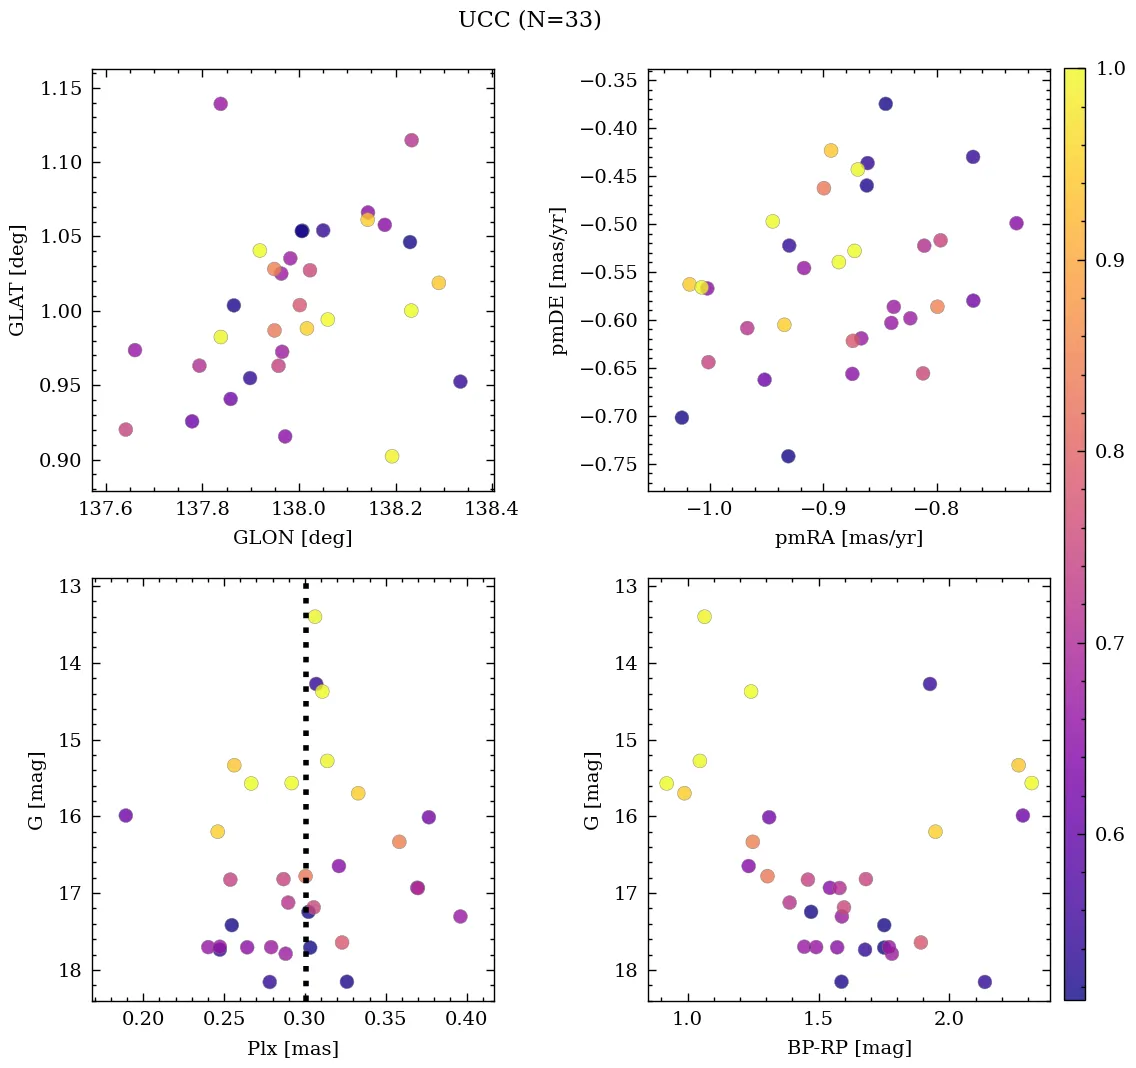 UCC (N=33)
1.15
1.10
1.05
1.00
0.95
0.90
GLAT [deg]
137.6 137.8 138.0 138.2 138.4
GLON [deg]
−0.35
−0.40
−0.45
−0.50
−0.55
−0.60
−0.65
−0.70
−0.75
pmDE [mas/yr]
−1.0 −0.9 −0.8
pmRA [mas/yr]
1.0
0.9
0.8
0.7
0.6
13
14
15
16
17
18
G [mag]
0.20 0.25 0.30 0.35 0.40
Plx [mas]
13
14
15
16
17
18
G [mag]
1.0 1.5 2.0
BP-RP [mag]